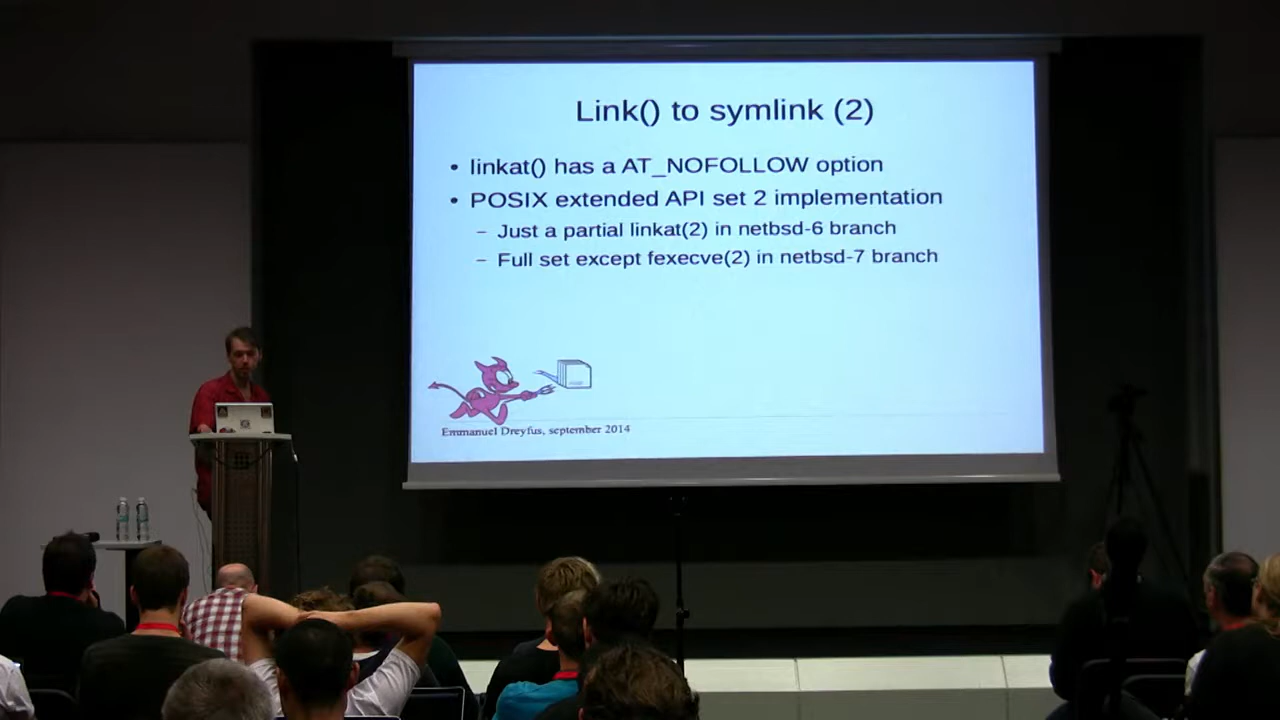 Link() to symlink (2)
• linkat() has a AT_NOFOLLOW option
• POSIX extended API set 2 implementation
– Just a partial linkat(2) in netbsd-6 branch
– Full set except fexecve(2) in netbsd-7 branch
Emmanuel Dreyfus, september 2014